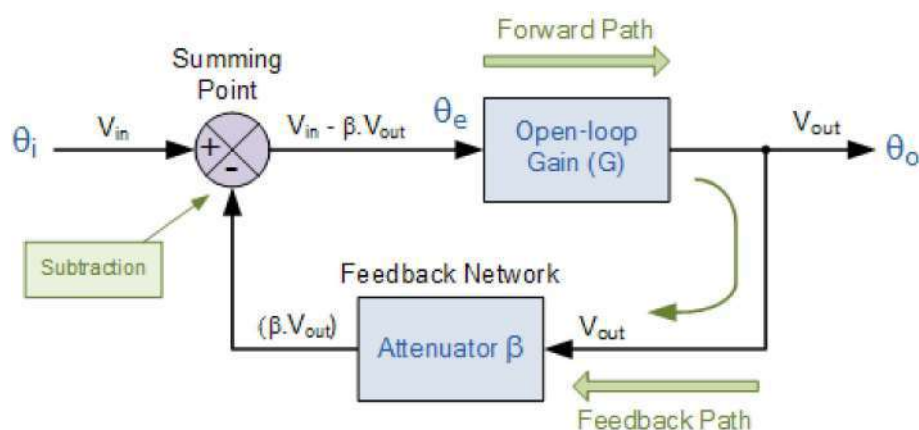 Forward Path
Summing
Point
θi
Vin
+
-
Vin - β.Vout
θe
Open-loop
Gain (G)
Vout
θo
Subtraction
Feedback Network
(β.Vout)
Attenuator β
Vout
Feedback Path